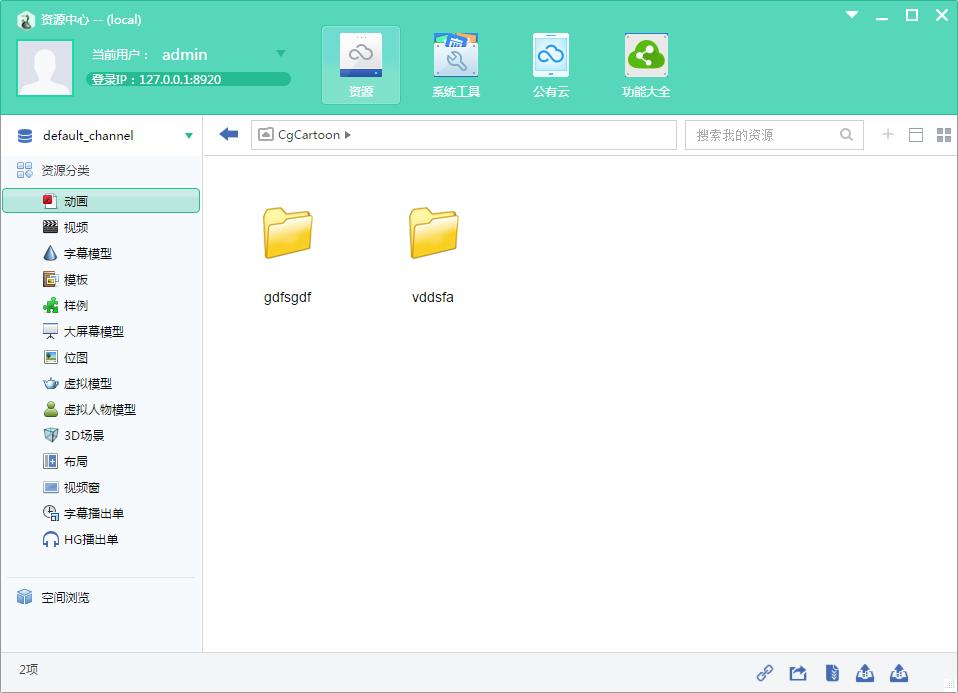 资源中心 -- (local)
当前用户： admin
登录IP：127.0.0.1:8920
资源
系统工具
公有云
功能大全
default_channel
CgCartoon
搜索我的资源
资源分类
动画
视频
字幕模型
模板
样例
大屏幕模型
位图
虚拟模型
虚拟人物模型
3D场景
布局
视频窗
字幕播出单
HG播出单
空间浏览
gdfsgdf
vddsfa
2项